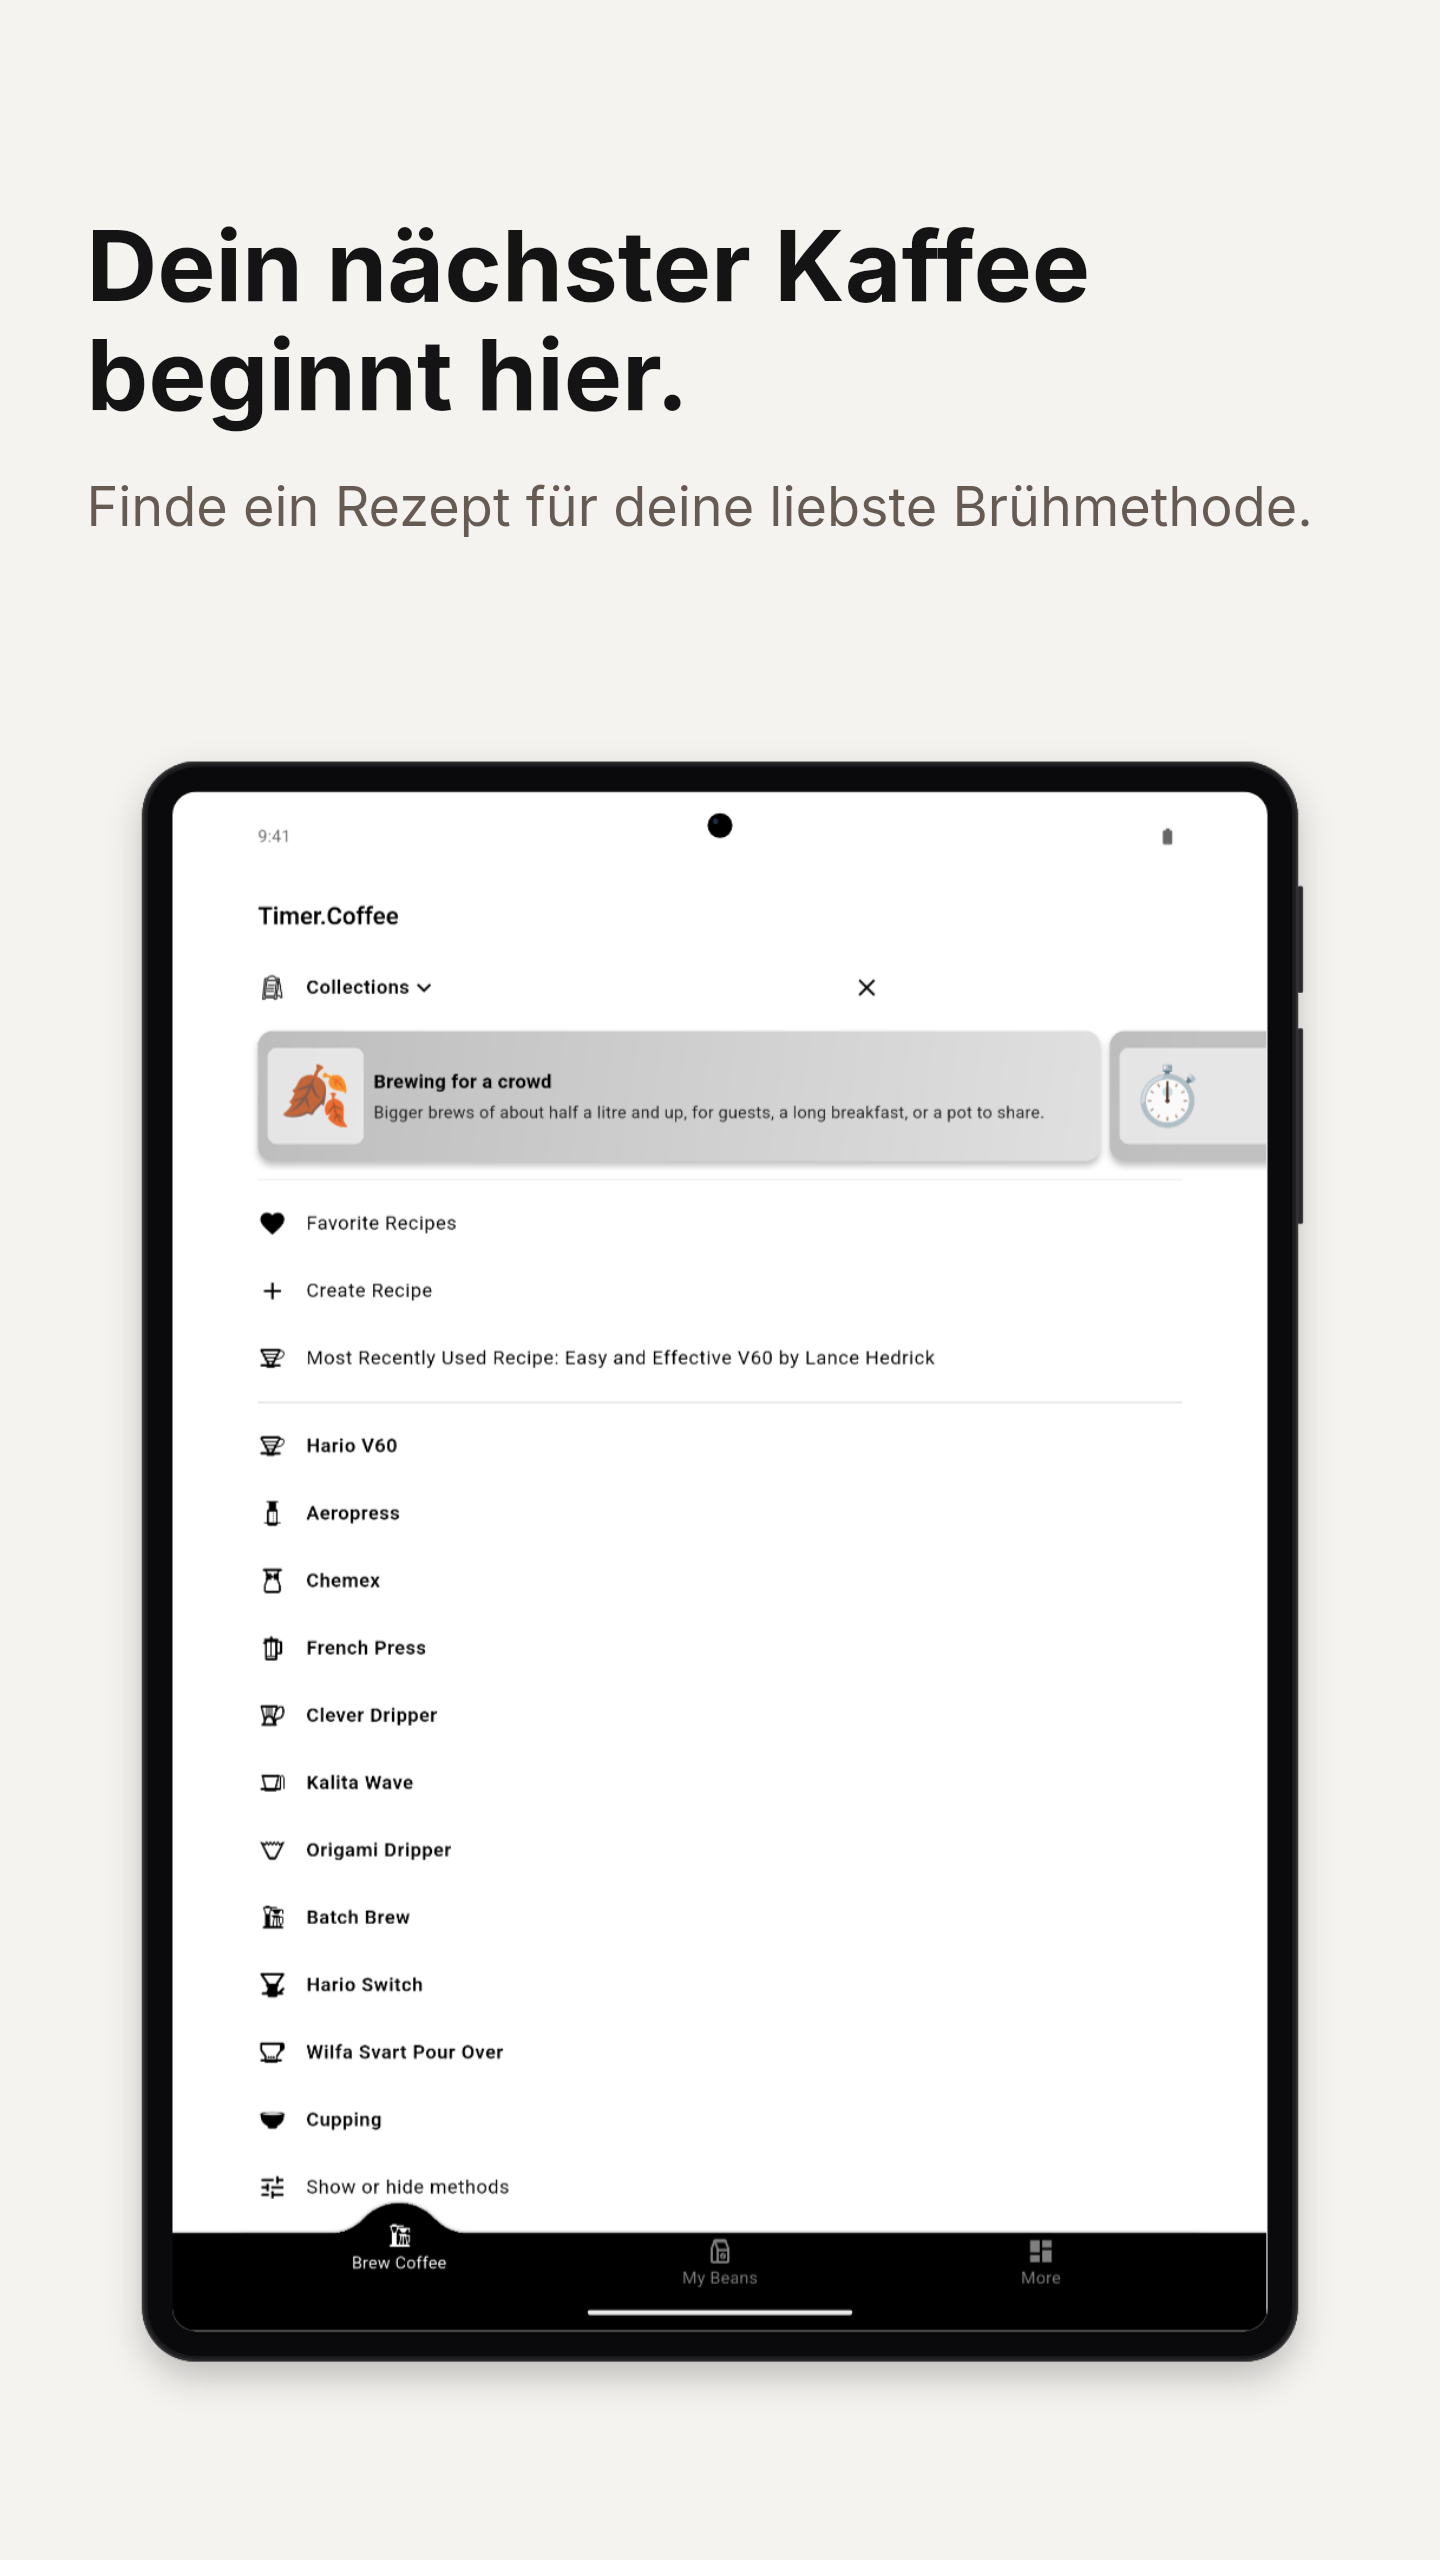 Dein nächster Kaffee
beginnt hier.
Finde ein Rezept für deine liebste Brühmethode.
9:41
Timer.Coffee
Collections
Brewing for a crowd
Bigger brews of about half a litre and up, for guests, a long breakfast, or a pot to share.
Favorite Recipes
Create Recipe
Most Recently Used Recipe: Easy and Effective V60 by Lance Hedrick
Hario V60
Aeropress
Chemex
French Press
Clever Dripper
Kalita Wave
Origami Dripper
Batch Brew
Hario Switch
Wilfa Svart Pour Over
Cupping
Show or hide methods
Brew Coffee
My Beans
More